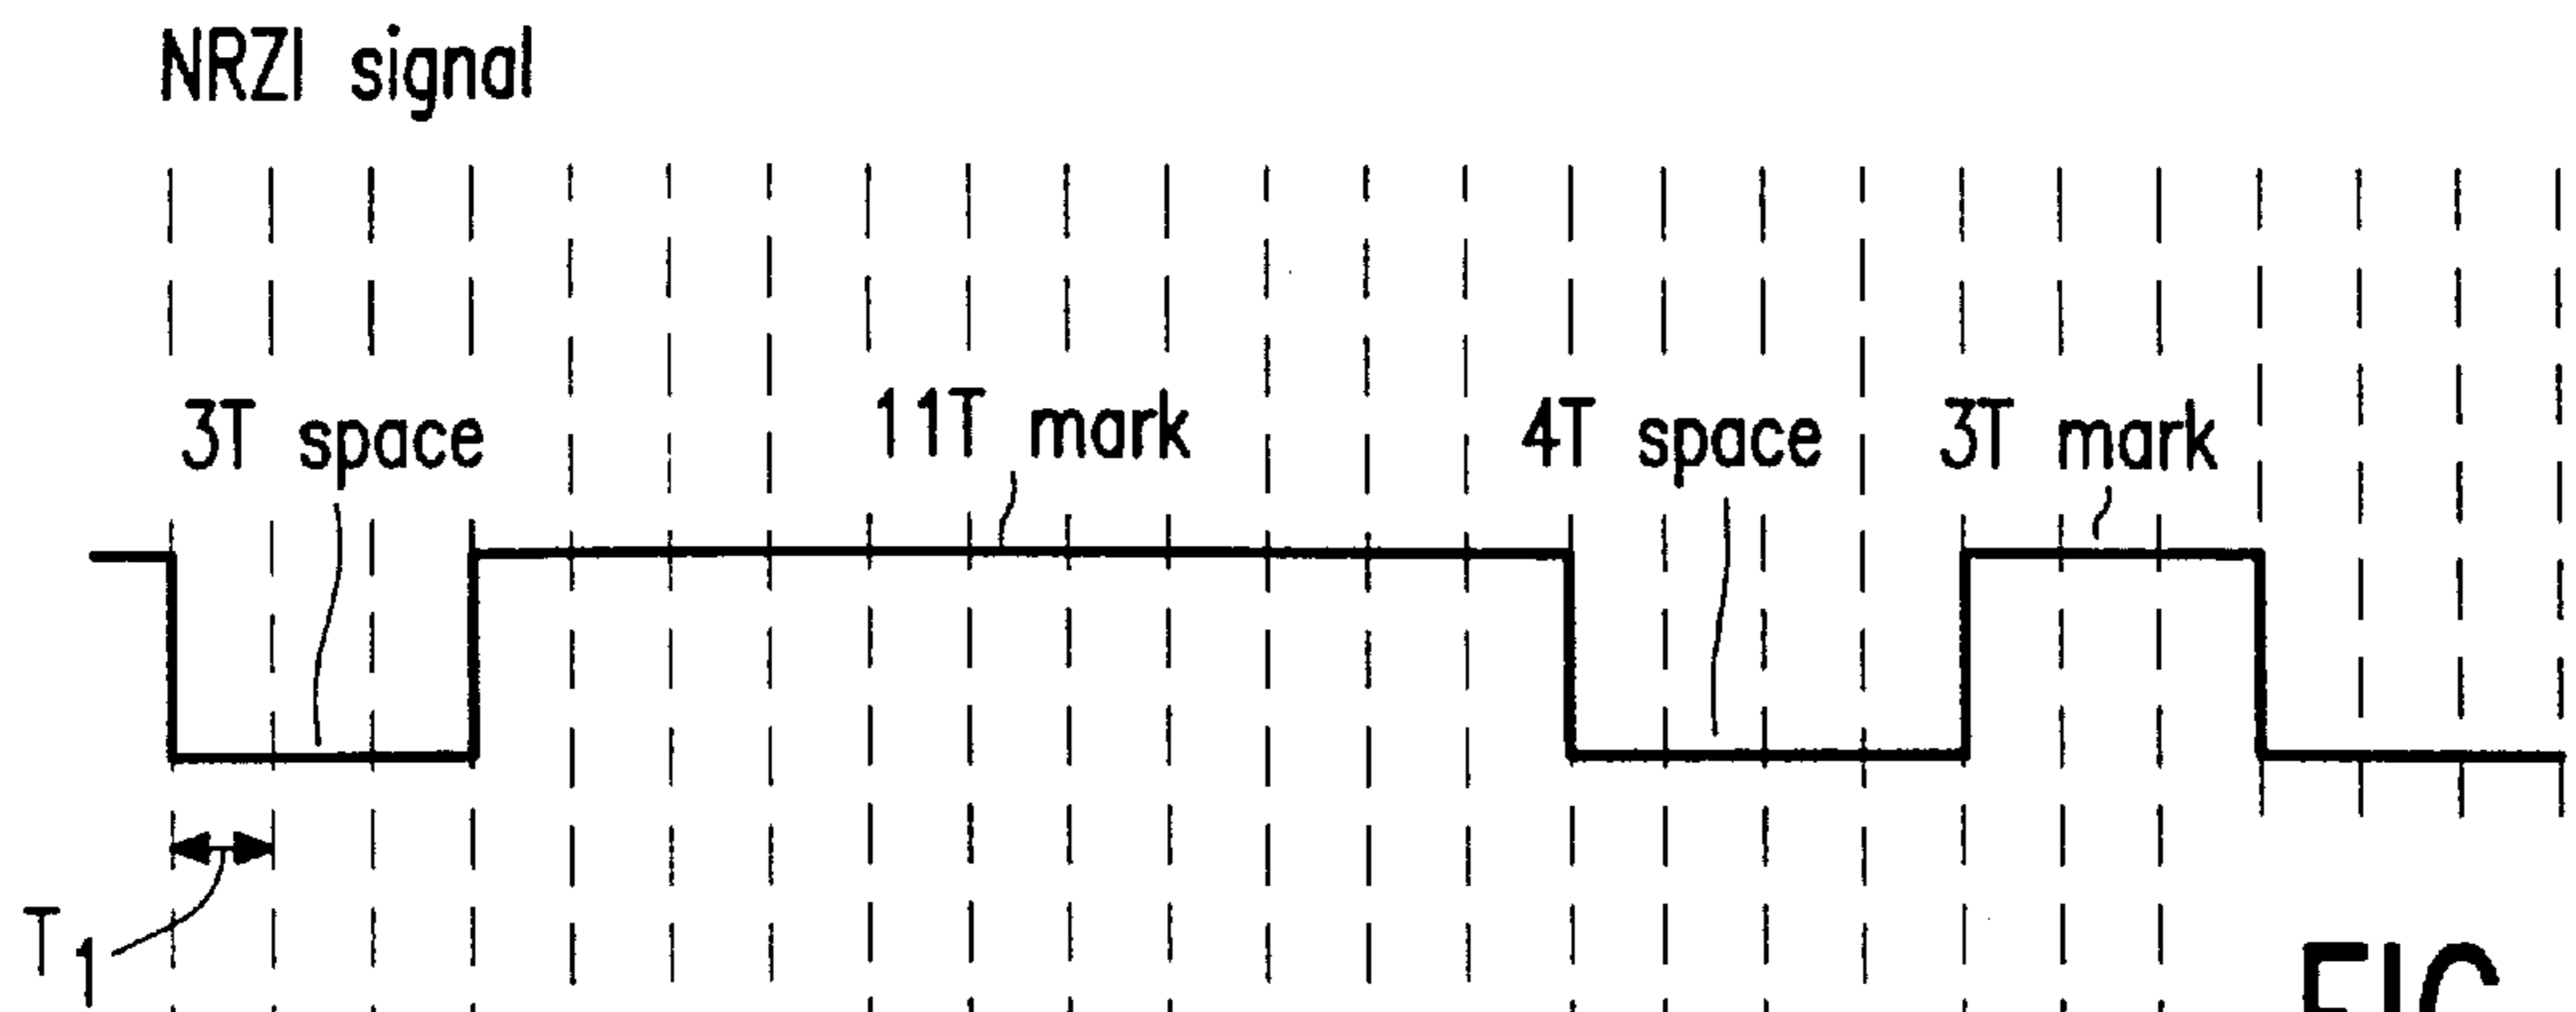 NRZI signal
3T space
11T mark
4T space
3T mark
T1